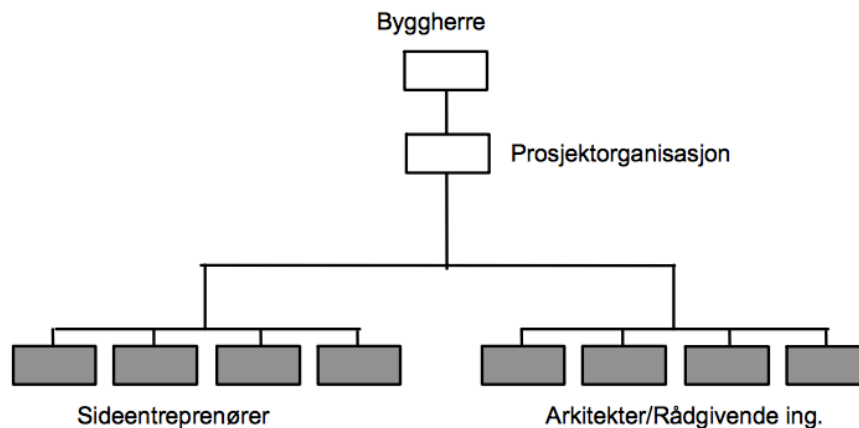 Byggherre
Prosjektorganisasjon
Sideentreprenører
Arkitekter/Rådgivende ing.